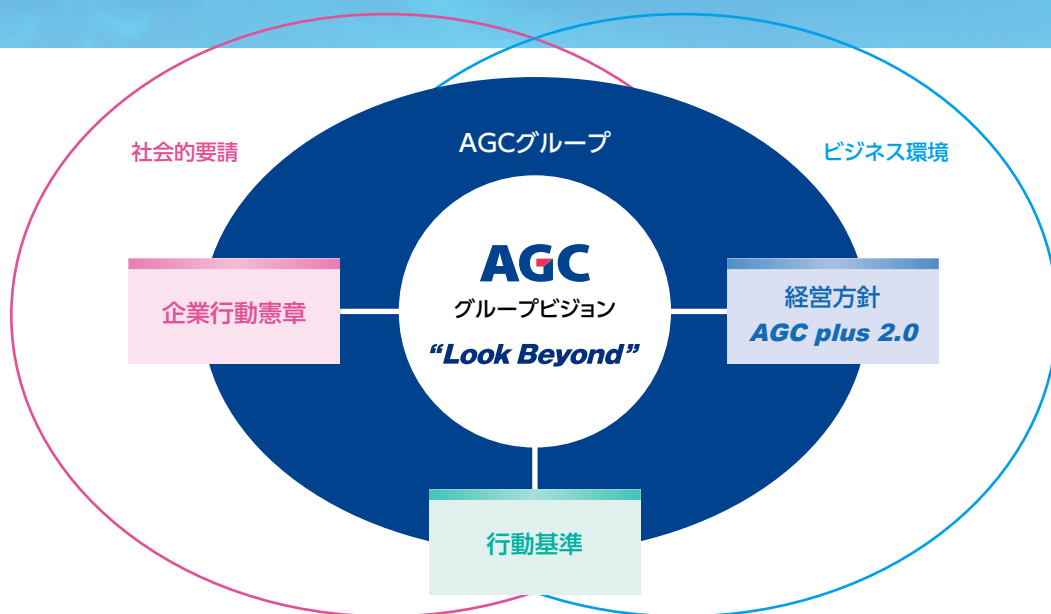 AGCグループ
社会的要請
ビジネス環境
AGC
グループビジョン
“Look Beyond”
企業行動憲章
経営方針
AGC plus 2.0
行動基準